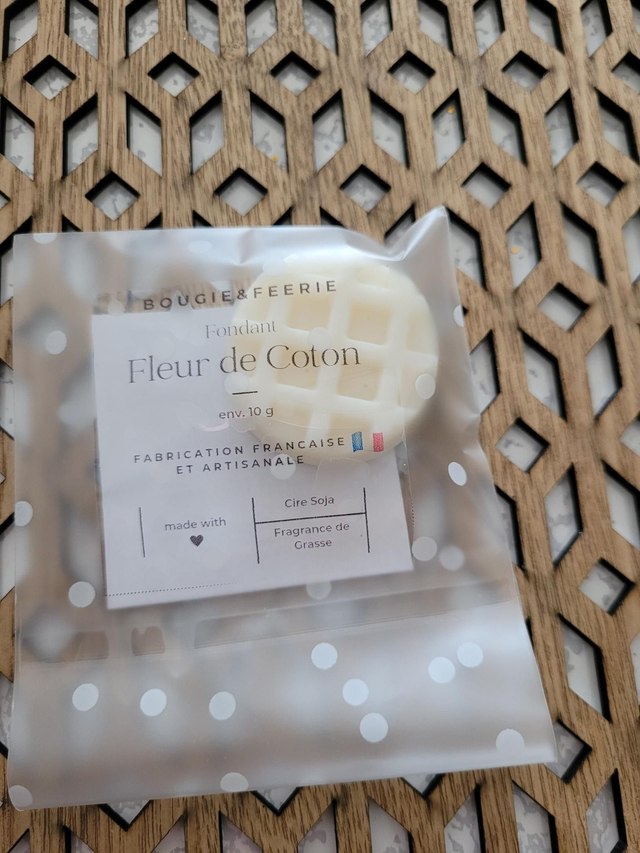 BOUGIE&FEERIE
Fondant
Fleur de Coton
env. 10 g
FABRICATION FRANCAISE
ET ARTISANALE
made with
Cire Soja
Fragrance de
Grasse